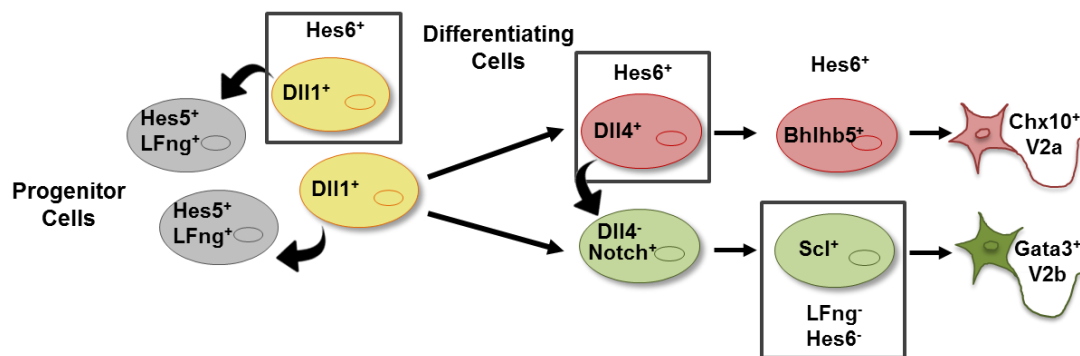 Hes6⁺
Dll1⁺
Hes5⁺
LFng⁺
Differentiating
Cells
Hes6⁺
Dll4⁺
Hes6⁺
Bhlhb5⁺
Chx10⁺
V2a
Progenitor
Cells
Hes5⁺
LFng⁺
Dll1⁺
Dll4⁻
Notch⁺
Scl⁺
LFng⁻
Hes6⁻
Gata3⁺
V2b